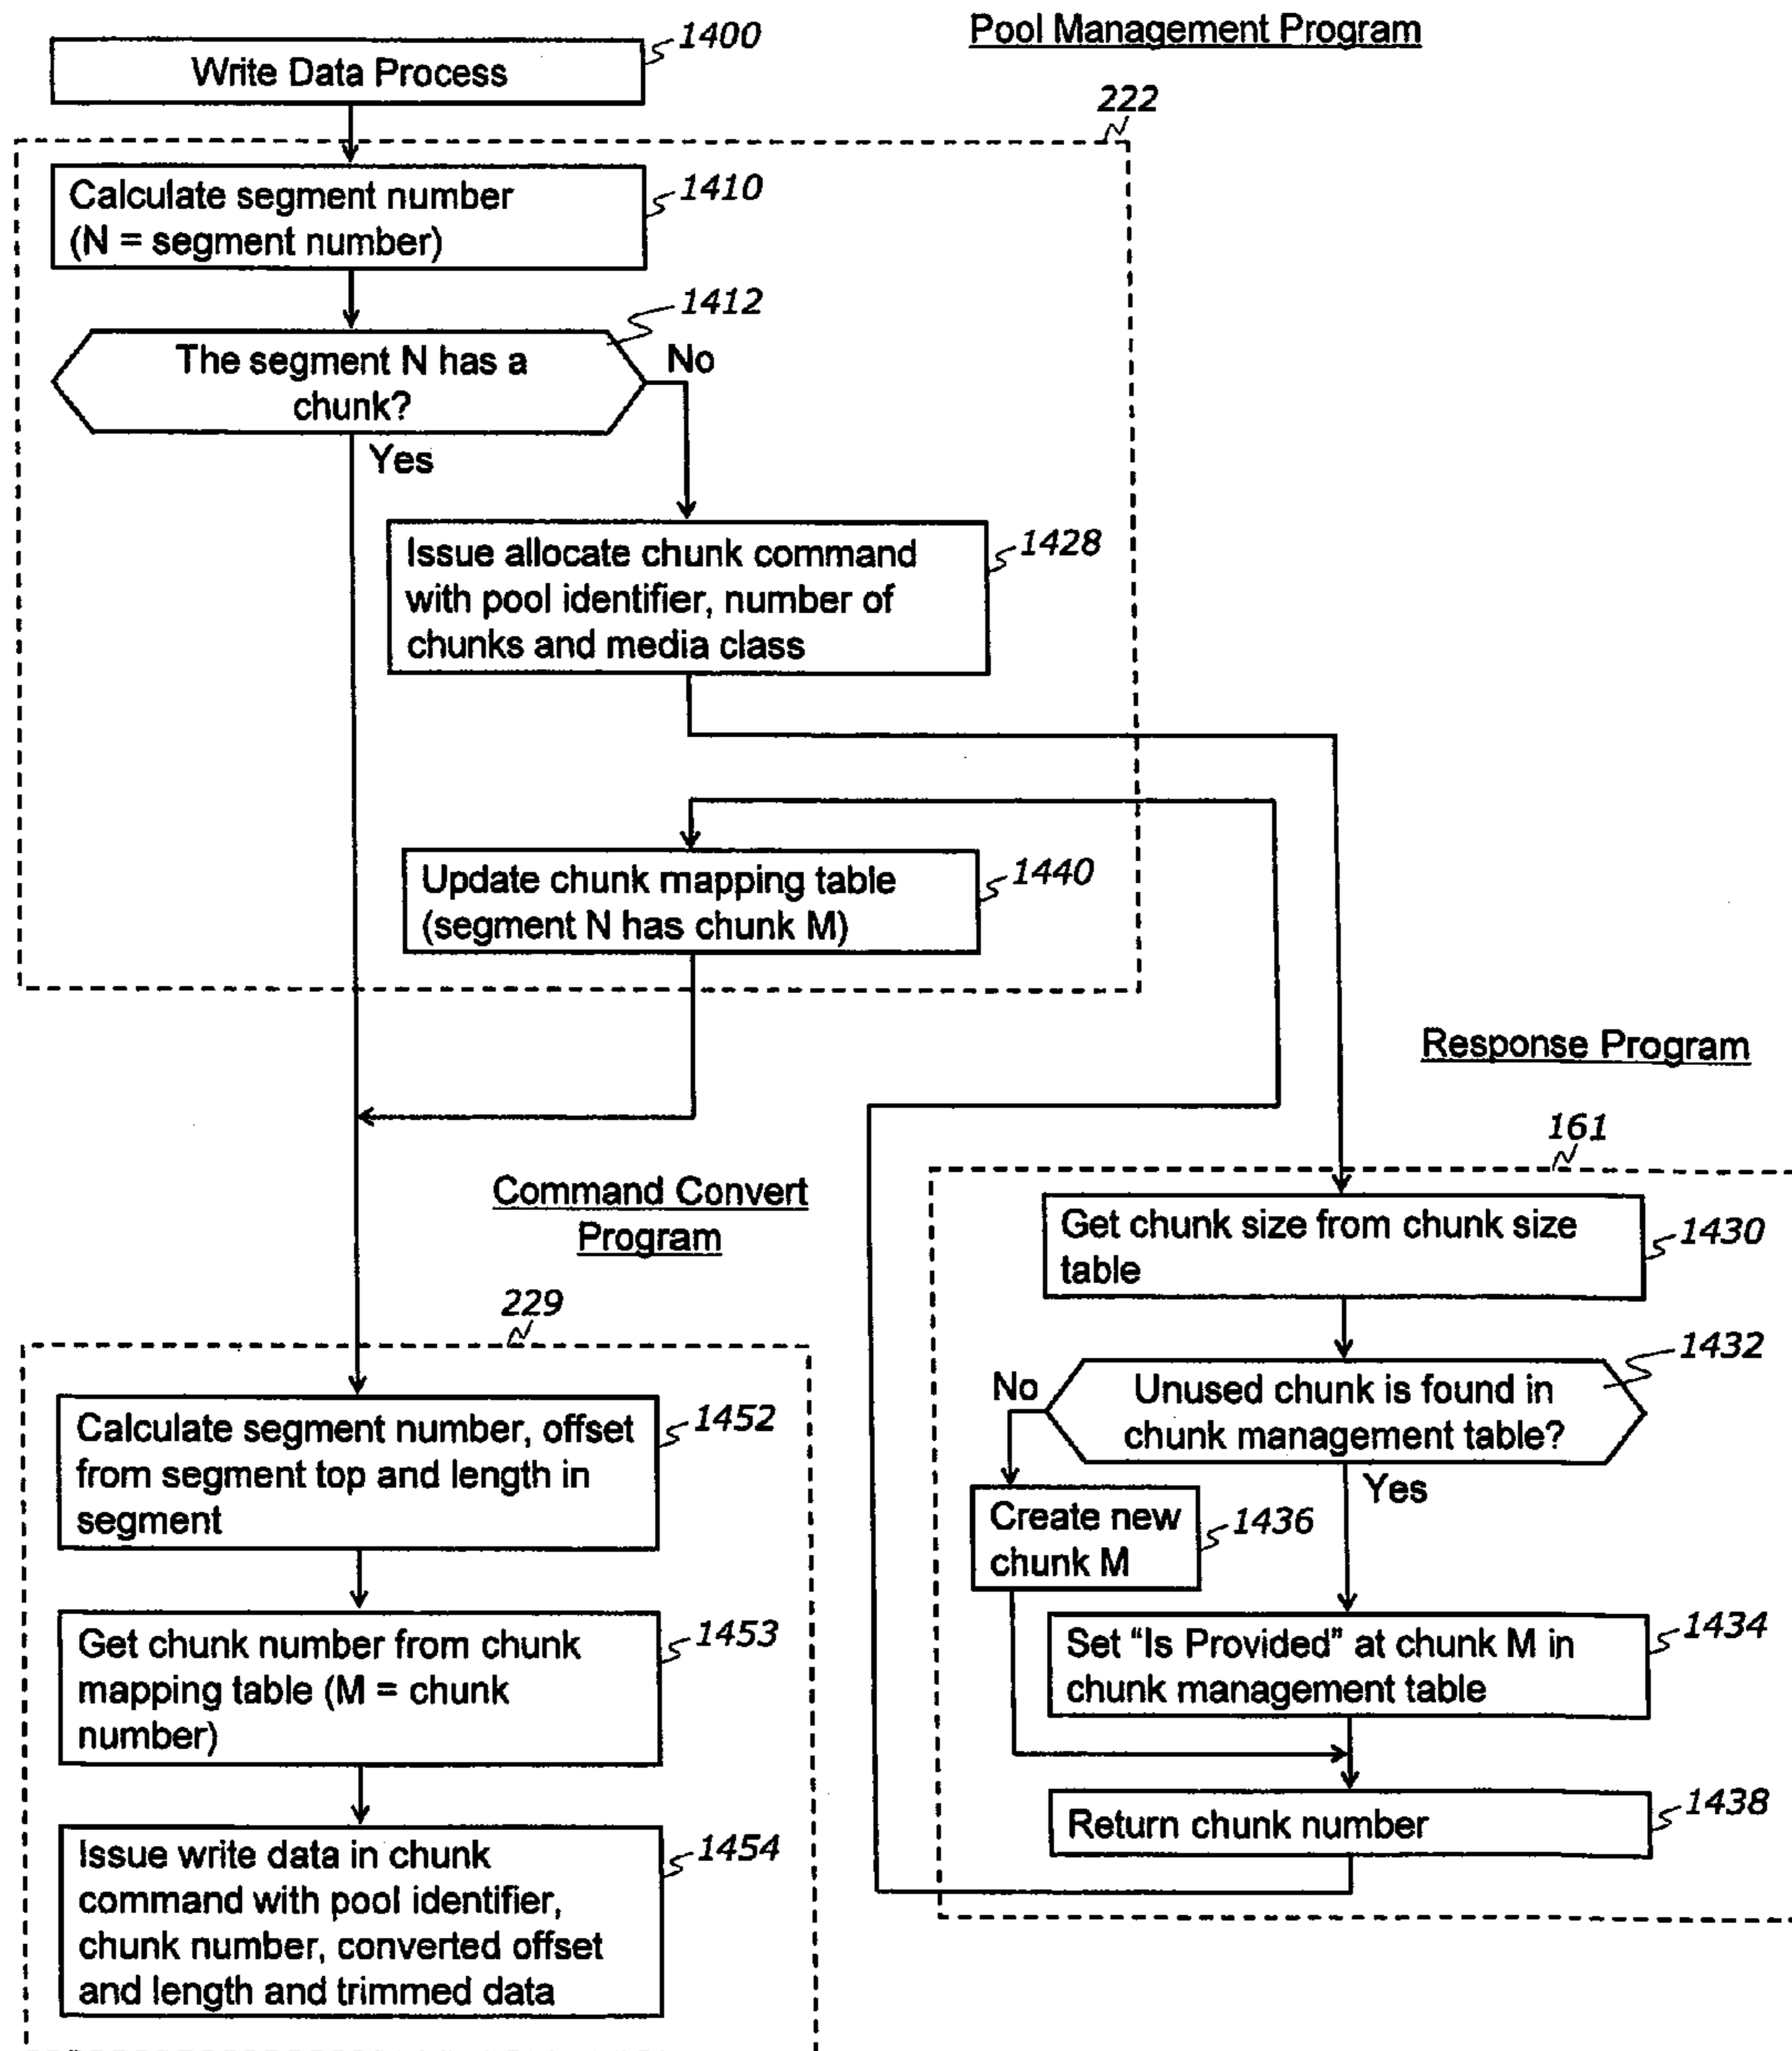 Pool Management Program
1400
Write Data Process
222
Calculate segment number
(N = segment number)
1410
1412
The segment N has a
chunk?
No
Yes
Issue allocate chunk command
with pool identifier, number of
chunks and media class
1428
Update chunk mapping table
(segment N has chunk M)
1440
Response Program
161
Get chunk size from chunk size
table
1430
1432
Unused chunk is found in
chunk management table?
No
Yes
Create new
chunk M
1436
Set “Is Provided” at chunk M in
chunk management table
1434
Return chunk number
1438
Command Convert
Program
229
Calculate segment number, offset
from segment top and length in
segment
1452
Get chunk number from chunk
mapping table (M = chunk
number)
1453
Issue write data in chunk
command with pool identifier,
chunk number, converted offset
and length and trimmed data
1454